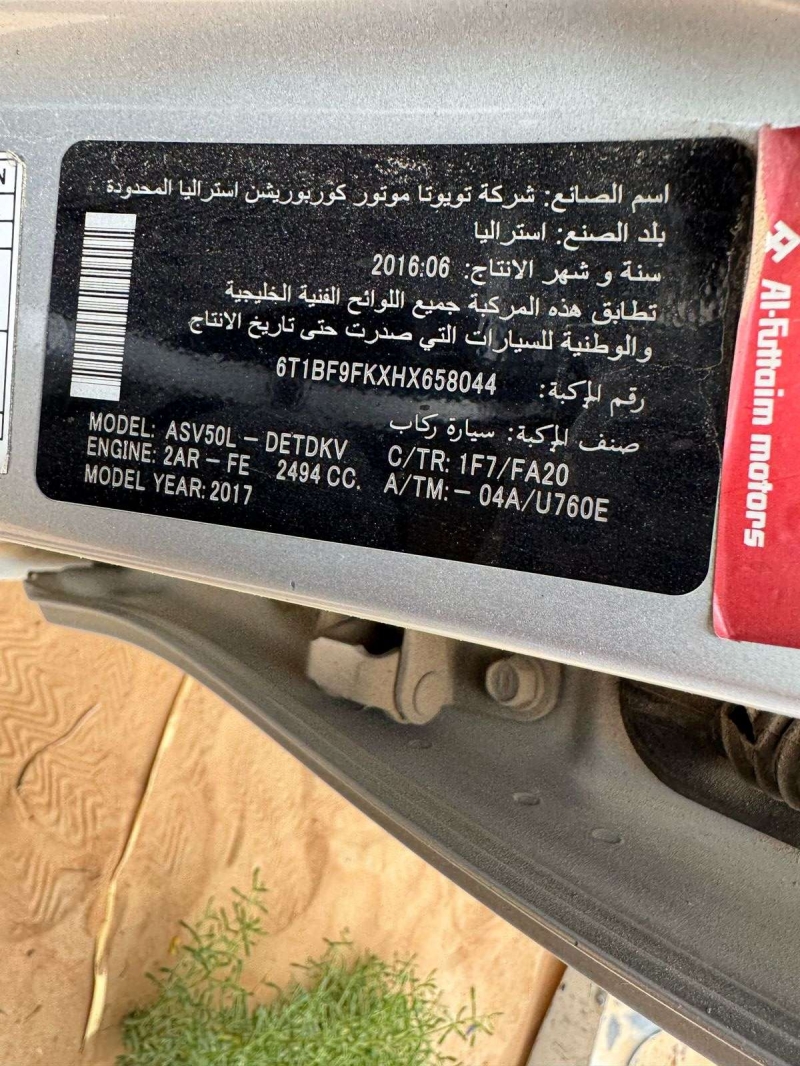 اسم الصانع: شركة تويوتا موتور كوربوريشن استراليا المحدودة
بلد الصنع: استراليا
سنة و شهر الانتاج: 2016:06
تطابق هذه المركبة جميع اللوائح الفنية الخليجية
والوطنية للسيارات التي صدرت حتى تاريخ الانتاج
رقم المركبة: 6T1BF9FKXHX658044
صنف المركبة: سيارة ركاب
MODEL: ASV50L - DETDKV C/TR: 1F7/FA20
ENGINE: 2AR - FE 2494 CC. A/TM: - 04A/U760E
MODEL YEAR: 2017
Al-Futtaim motors
N